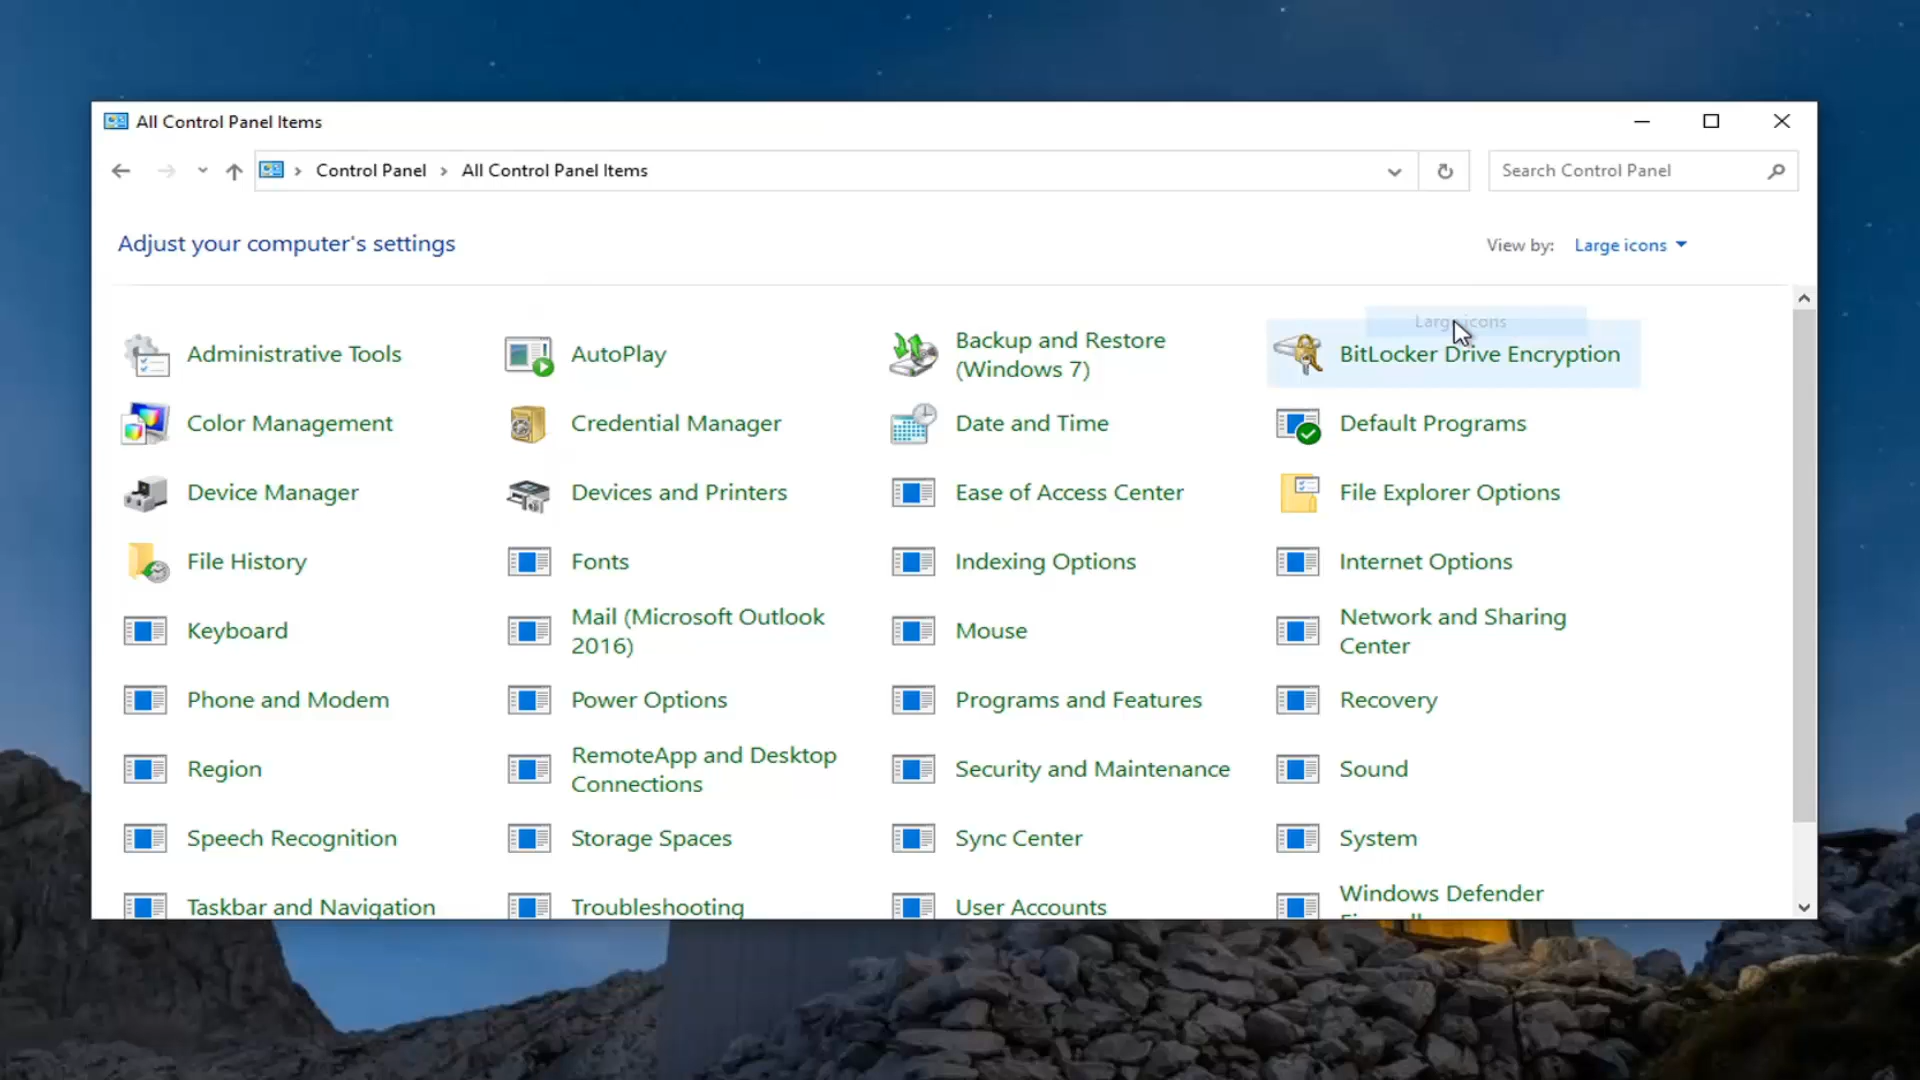 All Control Panel Items
Control Panel All Control Panel Items
Search Control Panel
Adjust your computer's settings
View by: Large icons
Large icons
Administrative Tools
AutoPlay
Backup and Restore
(Windows 7)
BitLocker Drive Encryption
Color Management
Credential Manager
Date and Time
Default Programs
Device Manager
Devices and Printers
Ease of Access Center
File Explorer Options
File History
Fonts
Indexing Options
Internet Options
Keyboard
Mail (Microsoft Outlook
2016)
Mouse
Network and Sharing
Center
Phone and Modem
Power Options
Programs and Features
Recovery
Region
RemoteApp and Desktop
Connections
Security and Maintenance
Sound
Speech Recognition
Storage Spaces
Sync Center
System
Taskbar and Navigation
Troubleshooting
User Accounts
Windows Defender